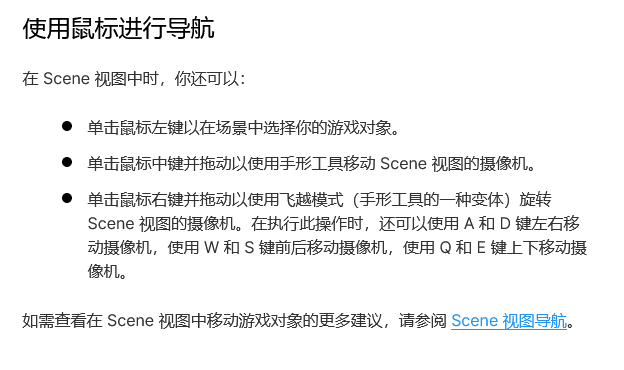 使用鼠标进行导航
在 Scene 视图中时，你还可以：
● 单击鼠标左键以在场景中选择你的游戏对象。
● 单击鼠标中键并拖动以使用手形工具移动 Scene 视图的摄像机。
● 单击鼠标右键并拖动以使用飞越模式（手形工具的一种变体）旋转
Scene 视图的摄像机。在执行此操作时，还可以使用 A 和 D 键左右移
动摄像机，使用 W 和 S 键前后移动摄像机，使用 Q 和 E 键上下移动摄
像机。
如需查看在 Scene 视图中移动游戏对象的更多建议，请参阅 Scene 视图导航。